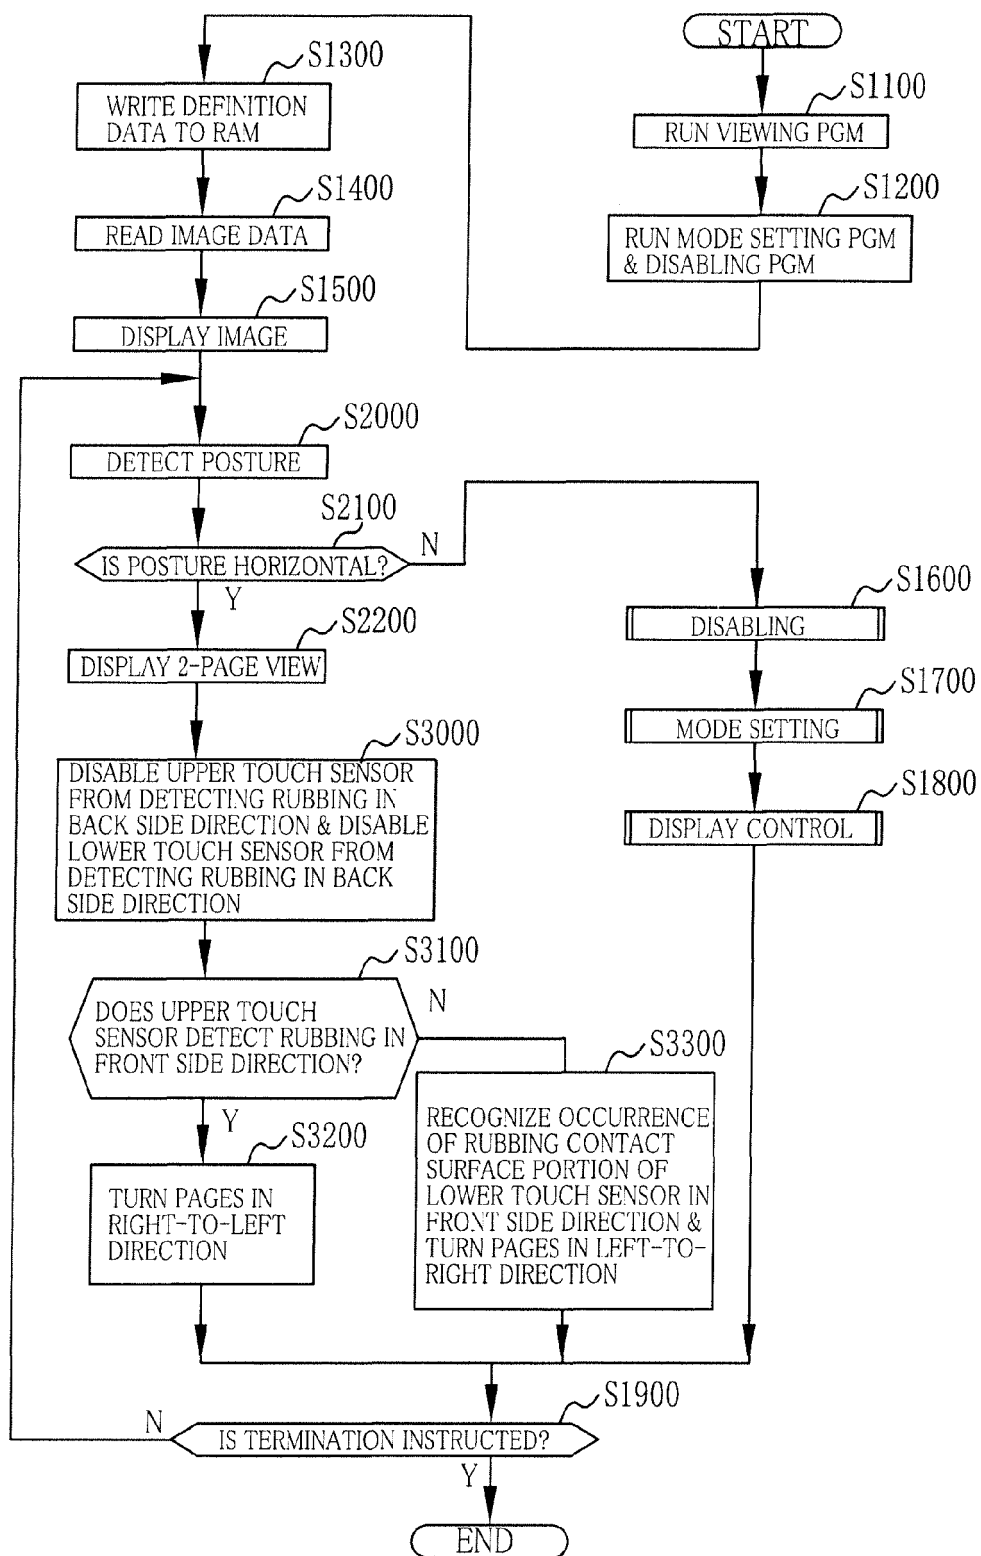 START
S1100
RUN VIEWING PGM
S1200
RUN MODE SETTING PGM
& DISABLING PGM
S1300
WRITE DEFINITION
DATA TO RAM
S1400
READ IMAGE DATA
S1500
DISPLAY IMAGE
S2000
DETECT POSTURE
S2100
IS POSTURE HORIZONTAL?
N
Y
S2200
DISPLAY 2-PAGE VIEW
S3000
DISABLE UPPER TOUCH SENSOR
FROM DETECTING RUBBING IN
BACK SIDE DIRECTION & DISABLE
LOWER TOUCH SENSOR FROM
DETECTING RUBBING IN BACK
SIDE DIRECTION
S3100
DOES UPPER TOUCH
SENSOR DETECT RUBBING IN
FRONT SIDE DIRECTION?
N
Y
S3200
TURN PAGES IN
RIGHT-TO-LEFT
DIRECTION
S3300
RECOGNIZE OCCURRENCE
OF RUBBING CONTACT
SURFACE PORTION OF
LOWER TOUCH SENSOR IN
FRONT SIDE DIRECTION &
TURN PAGES IN LEFT-TO-
RIGHT DIRECTION
S1600
DISABLING
S1700
MODE SETTING
S1800
DISPLAY CONTROL
S1900
IS TERMINATION INSTRUCTED?
N
Y
END